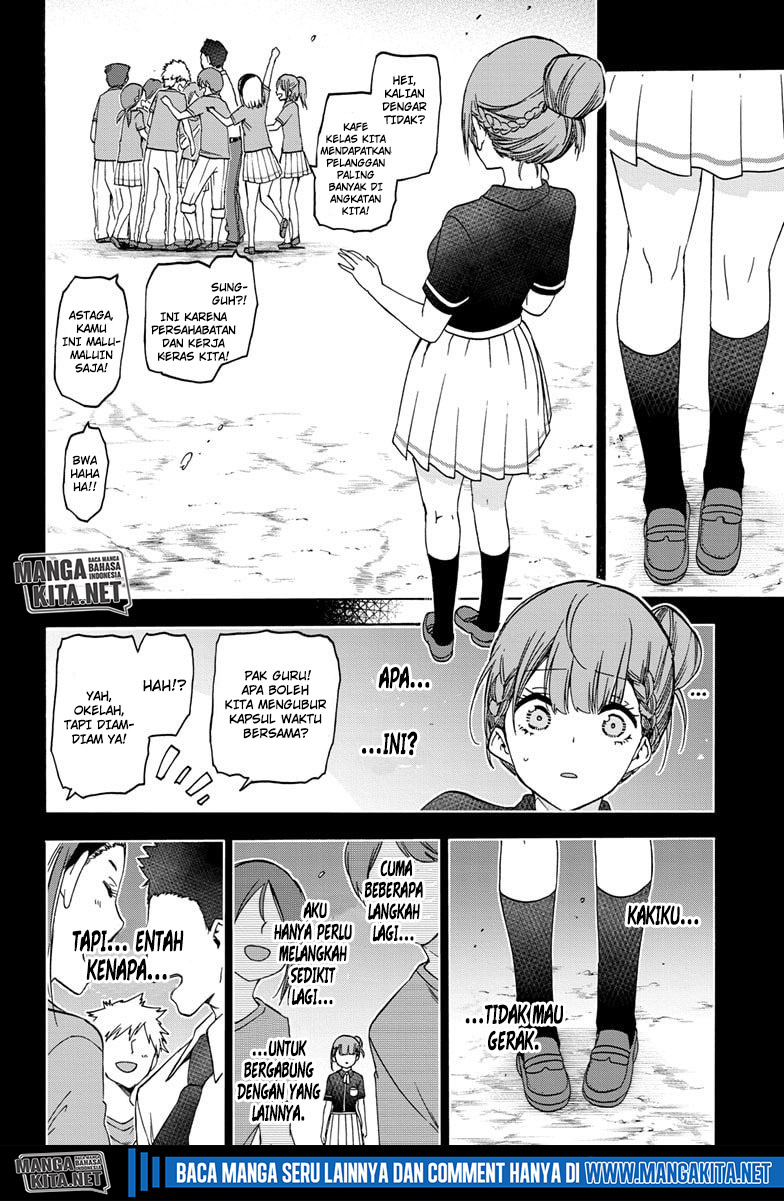 HEI,
KALIAN
DENGAR
TIDAK?
KAFE
KELAS KITA
MENDAPATKAN
PELANGGAN
PALING
BANYAK DI
ANGKATAN
KITA!
SUNG-
GUH?!
INI KARENA
PERSAHABATAN
DAN KERJA
KERAS KITA!
ASTAGA,
KAMU
INI MALU-
MALUIN
SAJA!
BWA
HAHA
HA!!
MANGA
BACA MANGA
BAHASA
INDONESIA
KITA.NET
...
APA...
...INI?
PAK GURU!
APA BOLEH
KITA MENGUBUR
KAPSUL WAKTU
BERSAMA?
HAH!?
YAH,
OKELAH,
TAPI DIAM-
DIAM YA!
KAKIKU...
...TIDAK MAU
GERAK.
CUMA
BEBERAPA
LANGKAH
LAGI...
AKU
HANYA PERLU
MELANGKAH
SEDIKIT
LAGI...
...UNTUK
BERGABUNG
DENGAN YANG
LAINNYA.
TAPI... ENTAH
KENAPA...
MANGA
BACA MANGA
BAHASA
INDONESIA
KITA.NET
BACA MANGA SERU LAINNYA DAN COMMENT HANYA DI WWW.MANGAKITA.NET